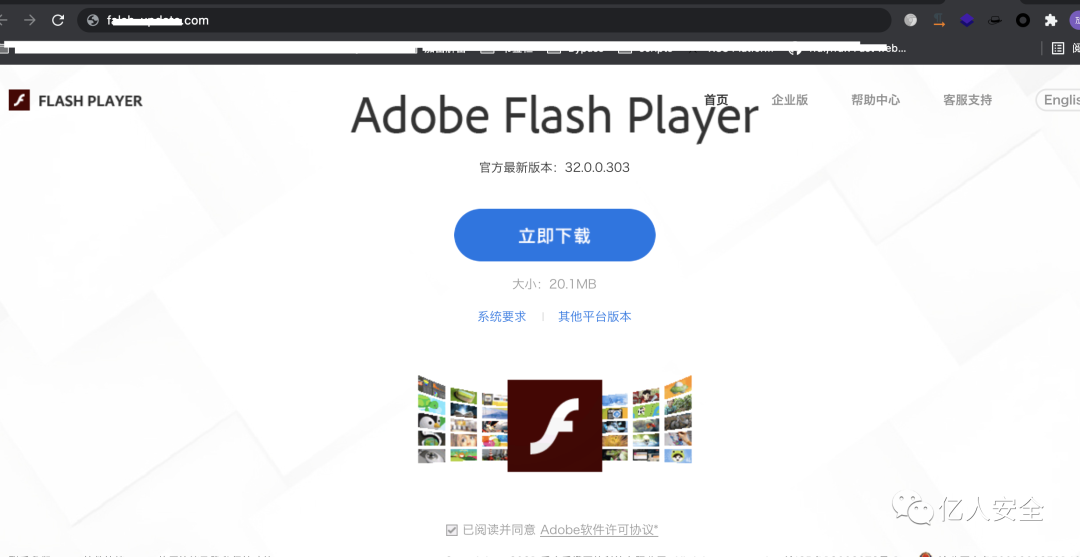 .com
FLASH PLAYER
首页
企业版
帮助中心
客服支持
Adobe Flash Player
官方最新版本：32.0.0.303
立即下载
大小：20.1MB
系统要求
其他平台版本
已阅读并同意 Adobe软件许可协议*
亿人安全